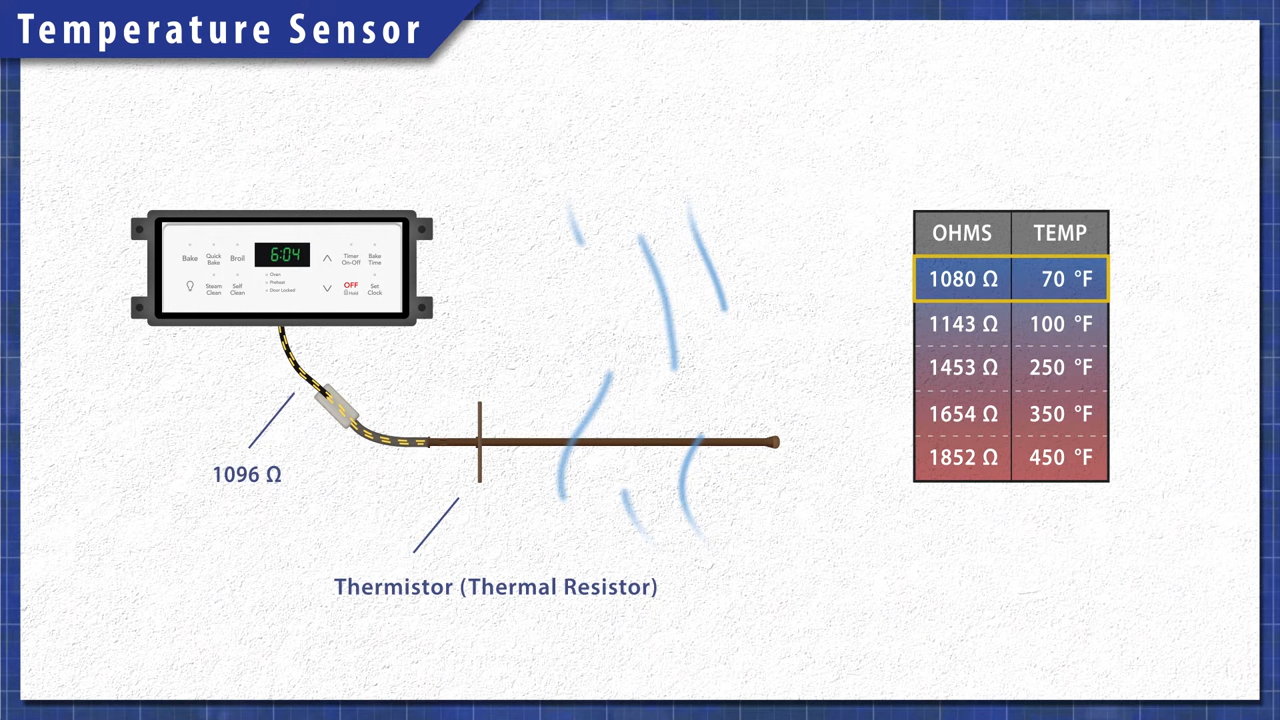 Temperature Sensor
Bake
Quick
Bake
Broil
6:04
Timer
On-Off
Bake
Time
Oven
Preheat
Door Locked
Steam
Clean
Self
Clean
OFF
Hold
Set
Clock
1096 Ω
Thermistor (Thermal Resistor)
OHMS TEMP
1080 Ω 70 °F
1143 Ω 100 °F
1453 Ω 250 °F
1654 Ω 350 °F
1852 Ω 450 °F